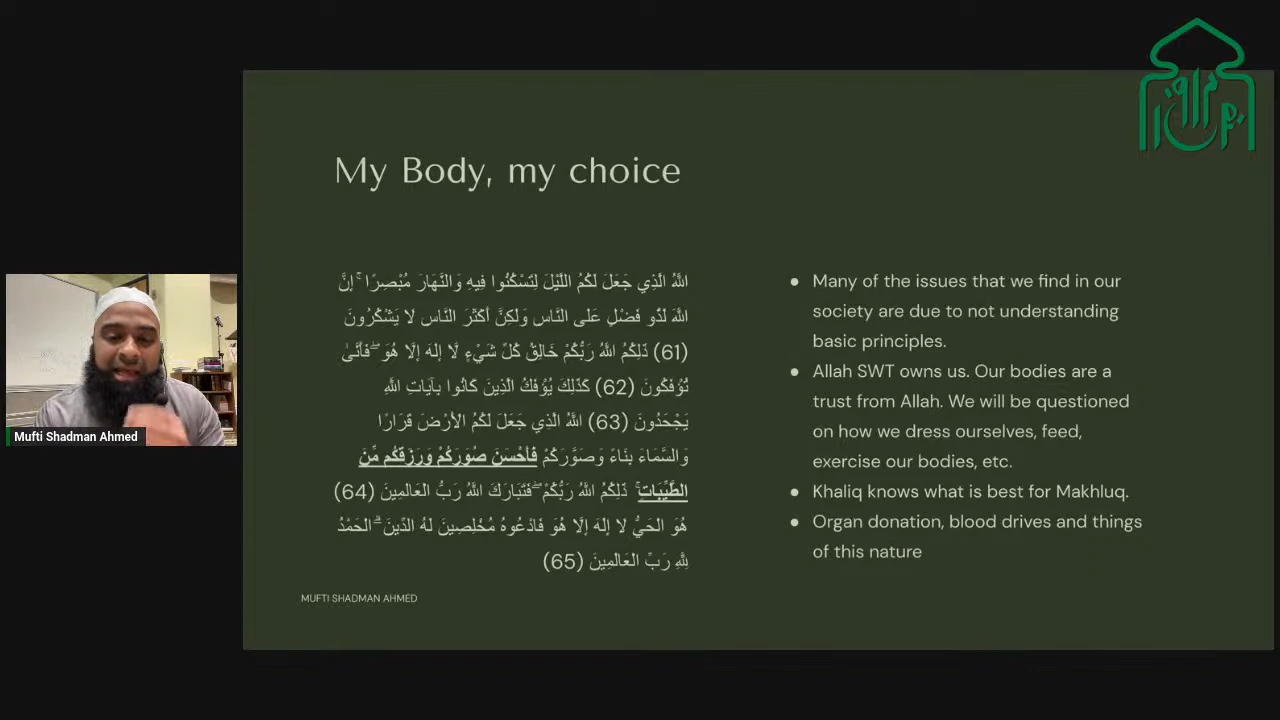 My Body, my choice
اللَّهُ الَّذِي جَعَلَ لَكُمُ اللَّيْلَ لِتَسْكُنُوا فِيهِ وَالنَّهَارَ مُبْصِرًا ۚ إِنَّ
اللَّهَ لَذُو فَضْلٍ عَلَى النَّاسِ وَلَكِنَّ أَكْثَرَ النَّاسِ لَا يَشْكُرُونَ
(61) ذَلِكُمُ اللَّهُ رَبُّكُمْ خَالِقُ كُلِّ شَيْءٍ لَّا إِلَهَ إِلَّا هُوَ ۖ فَأَنَّىٰ
تُؤْفَكُونَ (62) كَذَلِكَ يُؤْفَكُ الَّذِينَ كَانُوا بِآيَاتِ اللَّهِ
يَجْحَدُونَ (63) اللَّهُ الَّذِي جَعَلَ لَكُمُ الْأَرْضَ قَرَارًا
وَالسَّمَاءَ بِنَاءً وَصَوَّرَكُمْ فَأَحْسَنَ صُوَرَكُمْ وَرَزَقَكُم مِّنَ
الطَّيِّبَاتِ ۚ ذَلِكُمُ اللَّهُ رَبُّكُمْ ۖ فَتَبَارَكَ اللَّهُ رَبُّ الْعَالَمِينَ (64)
هُوَ الْحَيُّ لَا إِلَهَ إِلَّا هُوَ فَادْعُوهُ مُخْلِصِينَ لَهُ الدِّينَ ۗ الْحَمْدُ
لِلَّهِ رَبِّ الْعَالَمِينَ (65)
MUFTI SHADMAN AHMED
● Many of the issues that we find in our
society are due to not understanding
basic principles.
● Allah SWT owns us. Our bodies are a
trust from Allah. We will be questioned
on how we dress ourselves, feed,
exercise our bodies, etc.
● Khaliq knows what is best for Makhluq.
● Organ donation, blood drives and things
of this nature
Mufti Shadman Ahmed